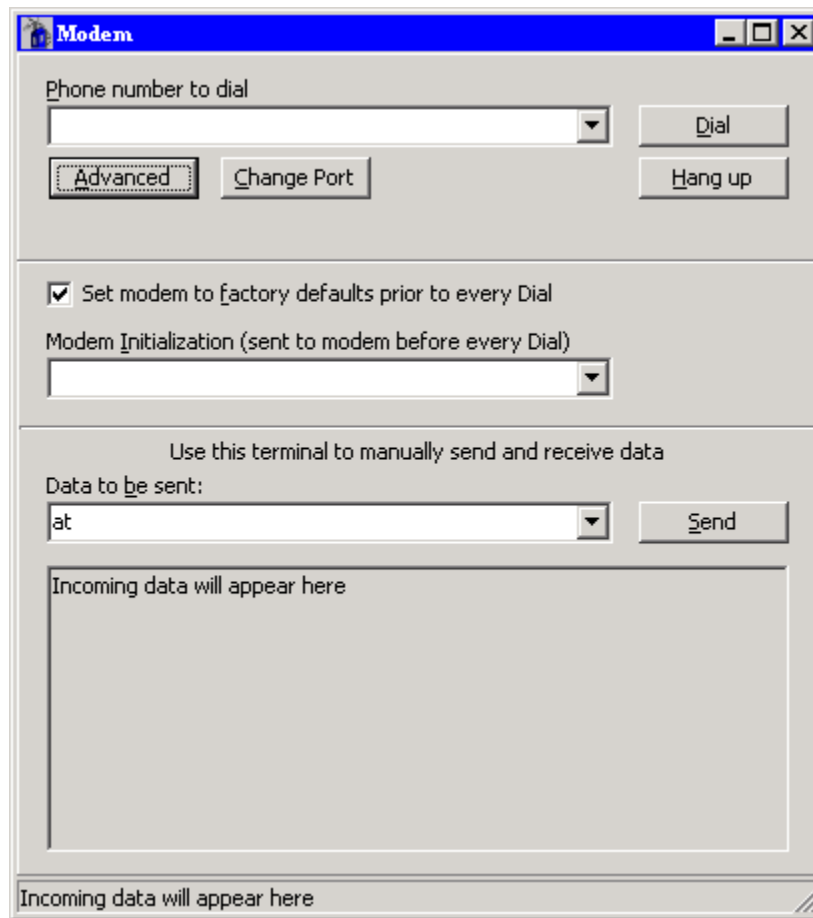 Modem
Phone number to dial
Dial
Advanced Change Port Hang up
Set modem to factory defaults prior to every Dial
Modem Initialization (sent to modem before every Dial)
Use this terminal to manually send and receive data
Data to be sent:
at Send
Incoming data will appear here
Incoming data will appear here